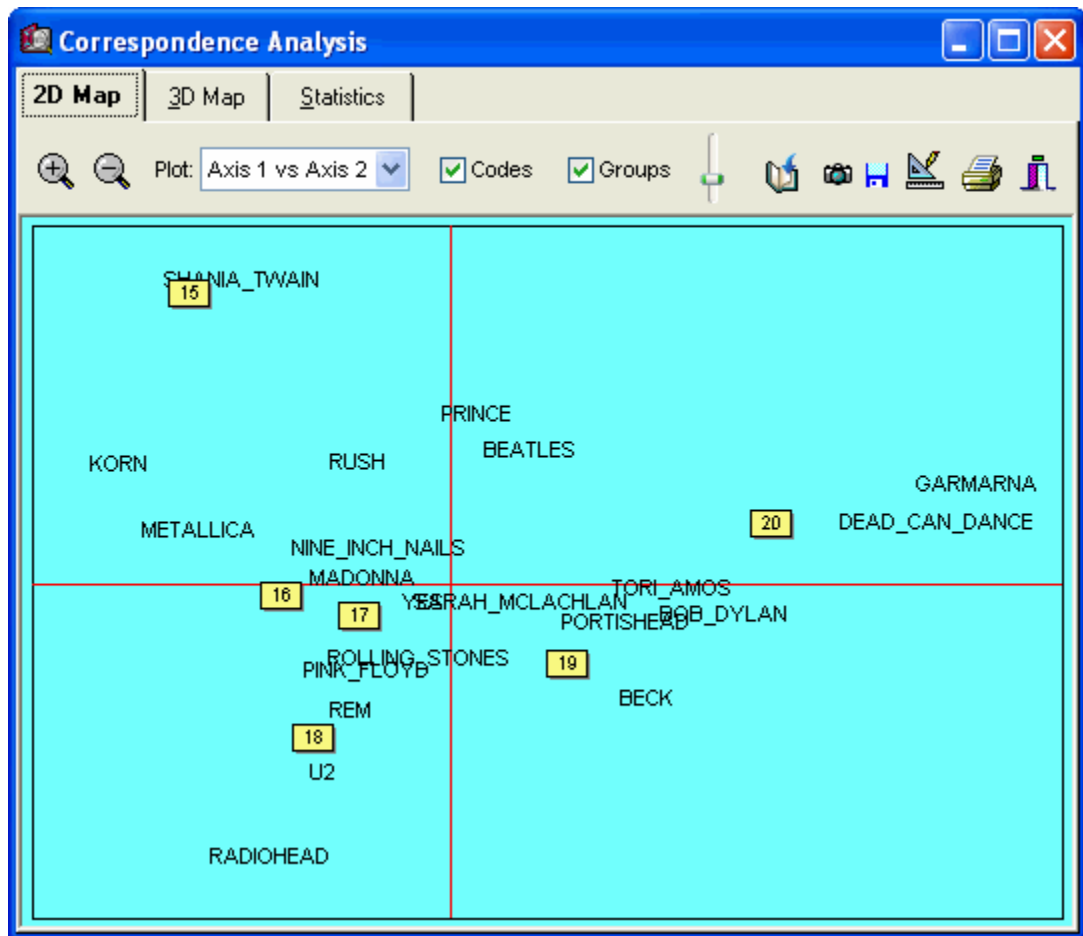 Correspondence Analysis
2D Map 3D Map Statistics
Plot: Axis 1 vs Axis 2 Codes Groups
SHANIA_TWAIN
15
PRINCE
BEATLES
KORN RUSH
GARMARNA
20 DEAD_CAN_DANCE
METALLICA
NINE_INCH_NAILS
MADONNA
TORI_AMOS
16
YES SARAH_MCLACHLAN
17 BOB_DYLAN
PORTISHEAD
ROLLING_STONES
19
PINK_FLOYD
BECK
REM
18
U2
RADIOHEAD